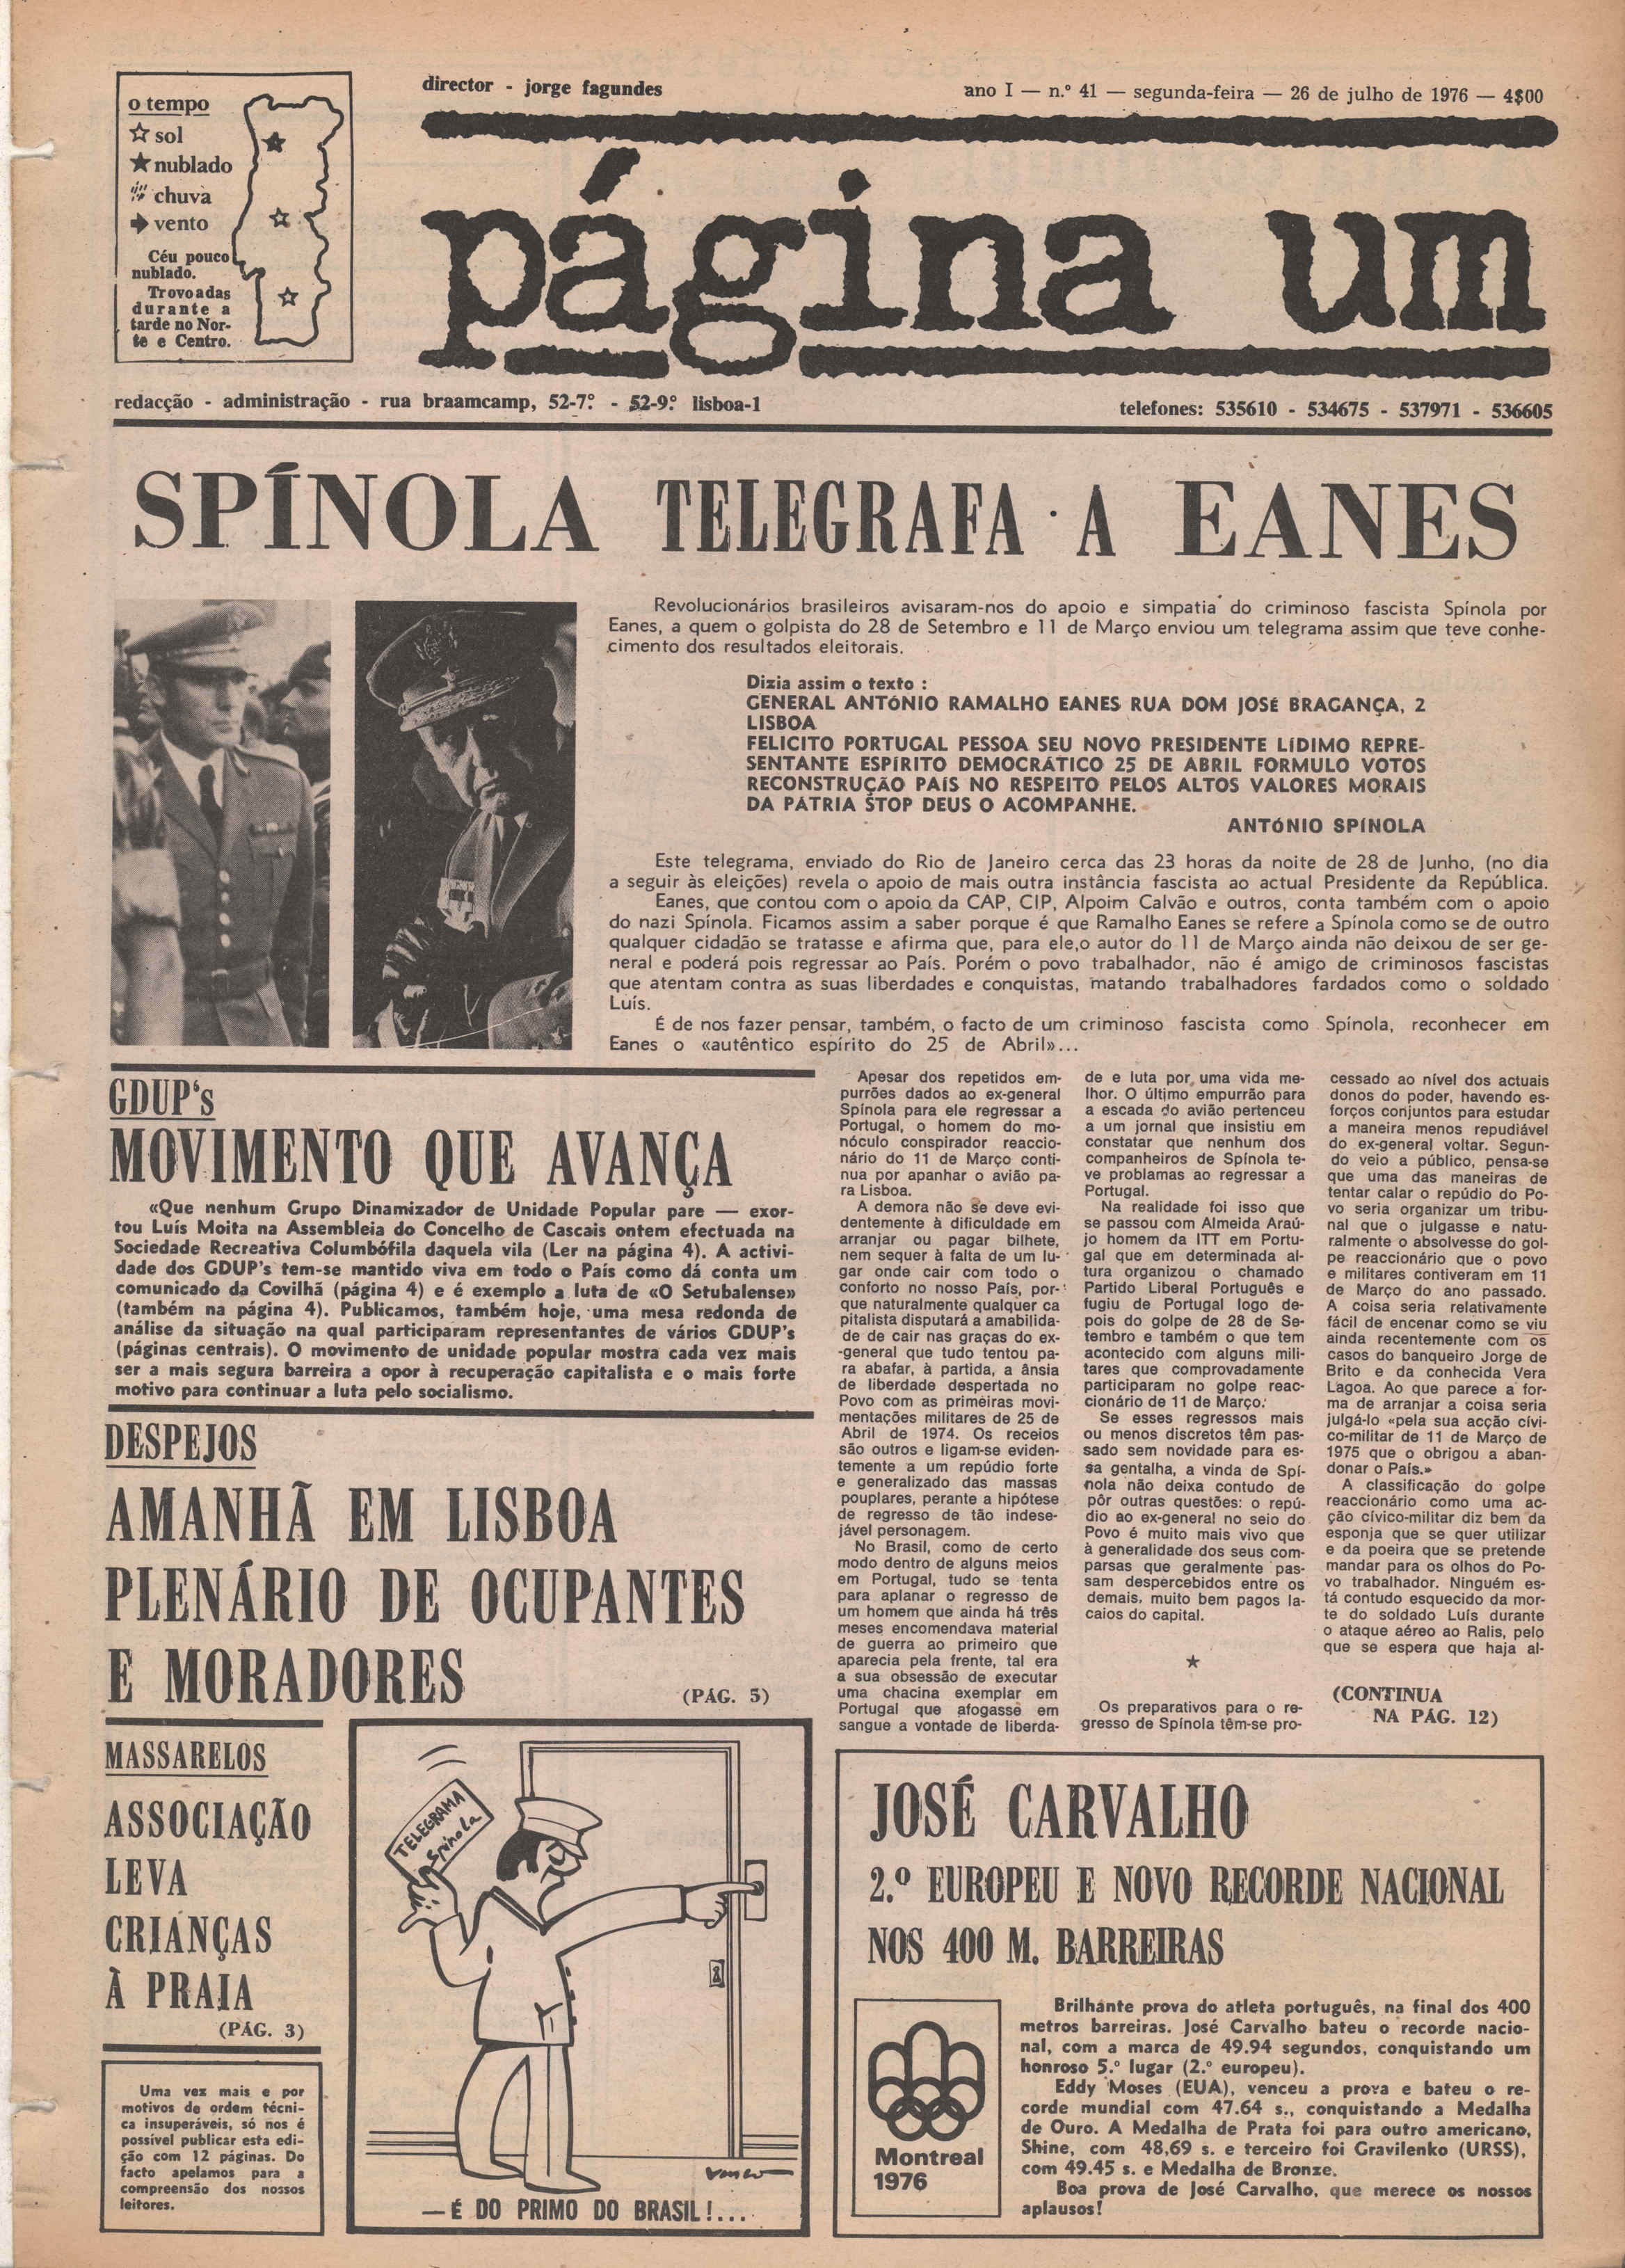 o tempo
sol
nublado
chuva
vento
Céu pouco
nublado.
Trovoadas
durante a
tarde no Nor-
te e Centro.
director - jorge fagundes
ano I — n.º 41 — segunda-feira — 26 de julho de 1976 — 4$00
página um
redacção - administração - rua braamcamp, 52-7.º - 52-9.º lisboa-1
telefones: 535610 - 534675 - 537971 - 536605
SPÍNOLA TELEGRAFA A EANES
Revolucionários brasileiros avisaram-nos do apoio e simpatia do criminoso fascista Spínola por
Eanes, a quem o golpista do 28 de Setembro e 11 de Março enviou um telegrama assim que teve conhe-
cimento dos resultados eleitorais.
Dizia assim o texto :
GENERAL ANTÓNIO RAMALHO EANES RUA DOM JOSÉ BRAGANÇA, 2
LISBOA
FELICITO PORTUGAL PESSOA SEU NOVO PRESIDENTE LÍDIMO REPRE-
SENTANTE ESPÍRITO DEMOCRÁTICO 25 DE ABRIL FORMULO VOTOS
RECONSTRUÇÃO PAÍS NO RESPEITO PELOS ALTOS VALORES MORAIS
DA PÁTRIA STOP DEUS O ACOMPANHE.
ANTÓNIO SPÍNOLA
Este telegrama, enviado do Rio de Janeiro cerca das 23 horas da noite de 28 de Junho, (no dia
a seguir às eleições) revela o apoio de mais outra instância fascista ao actual Presidente da República.
Eanes, que contou com o apoio da CAP, CIP, Alpoim Calvão e outros, conta também com o apoio
do nazi Spínola. Ficamos assim a saber porque é que Ramalho Eanes se refere a Spínola como se de outro
qualquer cidadão se tratasse e afirma que, para ele,o autor do 11 de Março ainda não deixou de ser ge-
neral e poderá pois regressar ao País. Porém o povo trabalhador, não é amigo de criminosos fascistas
que atentam contra as suas liberdades e conquistas, matando trabalhadores fardados como o soldado
Luís.
É de nos fazer pensar, também, o facto de um criminoso fascista como Spínola, reconhecer em
Eanes o «autêntico espírito do 25 de Abril»...
GDUP's
MOVIMENTO QUE AVANÇA
«Que nenhum Grupo Dinamizador de Unidade Popular pare — exor-
tou Luís Moita na Assembleia do Concelho de Cascais ontem efectuada na
Sociedade Recreativa Columbófila daquela vila (Ler na página 4). A activi-
dade dos GDUP's tem-se mantido viva em todo o País como dá conta um
comunicado da Covilhã (página 4) e é exemplo a luta de «O Setubalense»
(também na página 4). Publicamos, também hoje, uma mesa redonda de
análise da situação na qual participaram representantes de vários GDUP's
(páginas centrais). O movimento de unidade popular mostra cada vez mais
ser a mais segura barreira a opor à recuperação capitalista e o mais forte
motivo para continuar a luta pelo socialismo.
DESPEJOS
AMANHÃ EM LISBOA
PLENÁRIO DE OCUPANTES
E MORADORES
(PÁG. 5)
Apesar dos repetidos em-
purrões dados ao ex-general
Spínola para ele regressar a
Portugal, o homem do mo-
nóculo conspirador reaccio-
nário do 11 de Março conti-
nua por apanhar o avião pa-
ra Lisboa.
A demora não se deve evi-
dentemente à dificuldade em
arranjar ou pagar bilhete,
nem sequer à falta de um lu-
gar onde cair com todo o
conforto no nosso País, por-
que naturalmente qualquer ca
pitalista disputará a amabilida-
de de cair nas graças do ex-
-general que tudo tentou pa-
ra abafar, à partida, a ânsia
de liberdade despertada no
Povo com as primeiras movi-
mentações militares de 25 de
Abril de 1974. Os receios
são outros e ligam-se eviden-
temente a um repúdio forte
e generalizado das massas
pouplares, perante a hipótese
de regresso de tão indese-
jável personagem.
No Brasil, como de certo
modo dentro de alguns meios
em Portugal, tudo se tenta
para aplanar o regresso de
um homem que ainda há três
meses encomendava material
de guerra ao primeiro que
aparecia pela frente, tal era
a sua obsessão de executar
uma chacina exemplar em
Portugal que afogasse em
sangue a vontade de liberda-
de e luta por uma vida me-
lhor. O último empurrão para
a escada do avião pertenceu
a um jornal que insistiu em
constatar que nenhum dos
companheiros de Spínola te-
ve problamas ao regressar a
Portugal.
Na realidade foi isso que
se passou com Almeida Araú-
jo homem da ITT em Portu-
gal que em determinada al-
tura organizou o chamado
Partido Liberal Português e
fugiu de Portugal logo de-
pois do golpe de 28 de Se-
tembro e também o que tem
acontecido com alguns mili-
tares que comprovadamente
participaram no golpe reac-
cionário de 11 de Março.
Se esses regressos mais
ou menos discretos têm pas-
sado sem novidade para es-
sa gentalha, a vinda de Spí-
nola não deixa contudo de
pôr outras questões: o repú-
dio ao ex-general no seio do
Povo é muito mais vivo que
à generalidade dos seus com-
parsas que geralmente pas-
sam despercebidos entre os
demais, muito bem pagos la-
caios do capital.
★
Os preparativos para o re-
gresso de Spínola têm-se pro-
cessado ao nível dos actuais
donos do poder, havendo es-
forços conjuntos para estudar
a maneira menos repudiável
do ex-general voltar. Segun-
do veio a público, pensa-se
que uma das maneiras de
tentar calar o repúdio do Po-
vo seria organizar um tribu-
nal que o julgasse e natu-
ralmente o absolvesse do gol-
pe reaccionário que o povo
e militares contiveram em 11
de Março do ano passado.
A coisa seria relativamente
fácil de encenar como se viu
ainda recentemente com os
casos do banqueiro Jorge de
Brito e da conhecida Vera
Lagoa. Ao que parece a for-
ma de arranjar a coisa seria
julgá-lo «pela sua acção cívi-
co-militar de 11 de Março de
1975 que o obrigou a aban-
donar o País.»
A classificação do golpe
reaccionário como uma ac-
ção cívico-militar diz bem da
esponja que se quer utilizar
e da poeira que se pretende
mandar para os olhos do Po-
vo trabalhador. Ninguém es-
tá contudo esquecido da mor-
te do soldado Luís durante
o ataque aéreo ao Ralis, pelo
que se espera que haja al-
(CONTINUA
NA PÁG. 12)
MASSARELOS
ASSOCIAÇÃO
LEVA
CRIANÇAS
À PRAIA
(PÁG. 3)
Uma vez mais e por
motivos de ordem técni-
ca insuperáveis, só nos é
possível publicar esta edi-
ção com 12 páginas. Do
facto apelamos para a
compreensão dos nossos
leitores.
TELEGRAMA
Spínola
Vasco
— É DO PRIMO DO BRASIL!...
JOSÉ CARVALHO
2.º EUROPEU E NOVO RECORDE NACIONAL
NOS 400 M. BARREIRAS
Montreal
1976
Brilhante prova do atleta português, na final dos 400
metros barreiras. José Carvalho bateu o recorde nacio-
nal, com a marca de 49.94 segundos, conquistando um
honroso 5.º lugar (2.º europeu).
Eddy Moses (EUA), venceu a prova e bateu o re-
corde mundial com 47.64 s., conquistando a Medalha
de Ouro. A Medalha de Prata foi para outro americano,
Shine, com 48,69 s. e terceiro foi Gravilenko (URSS),
com 49.45 s. e Medalha de Bronze.
Boa prova de José Carvalho, que merece os nossos
aplausos!